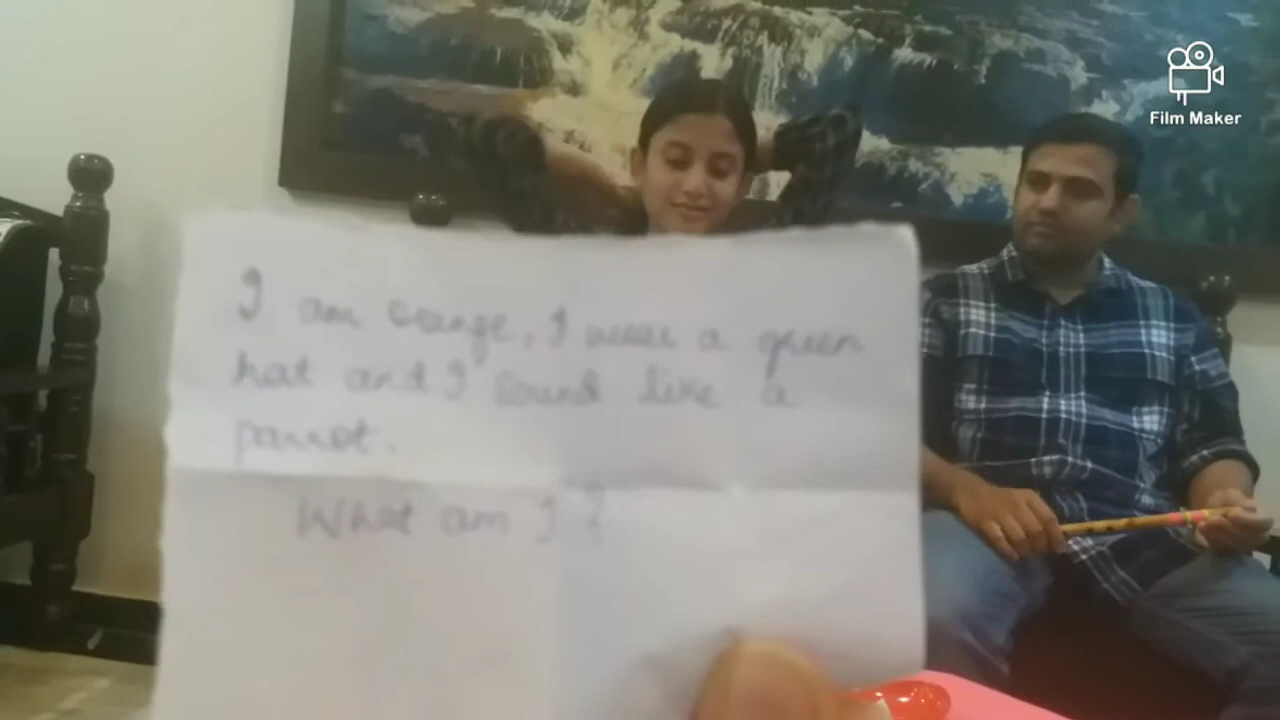 Film Maker
I am orange, I wear a green
hat and I sound like a
parrot.
What am I?